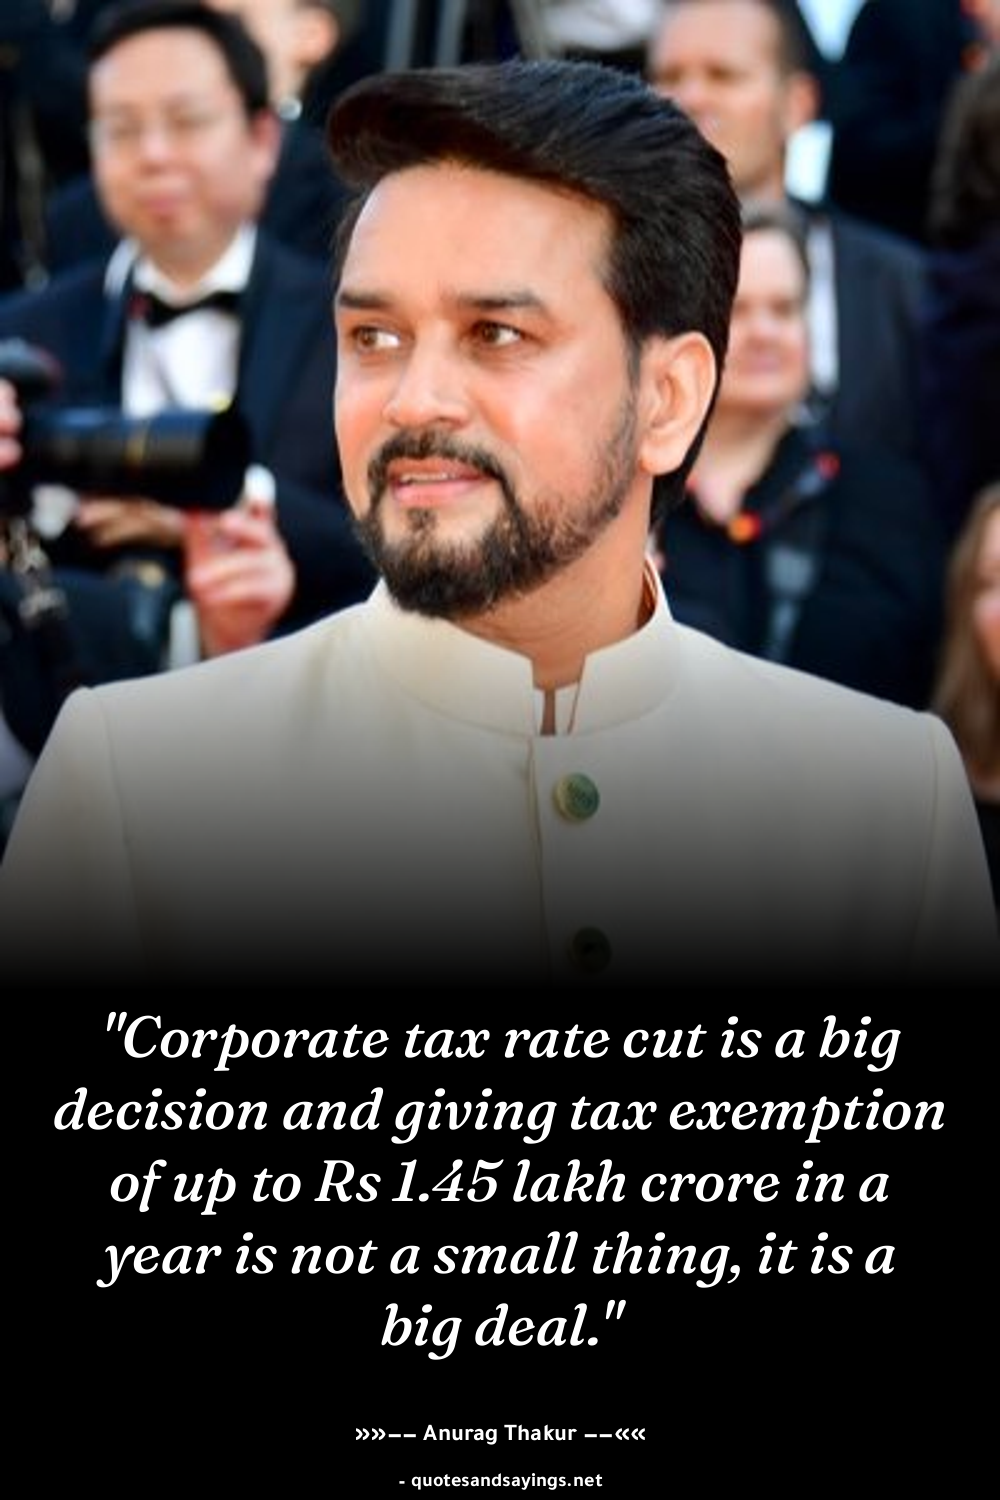 "Corporate tax rate cut is a big
decision and giving tax exemption
of up to Rs 1.45 lakh crore in a
year is not a small thing, it is a
big deal."
»»–– Anurag Thakur ––««
- quotesandsayings.net